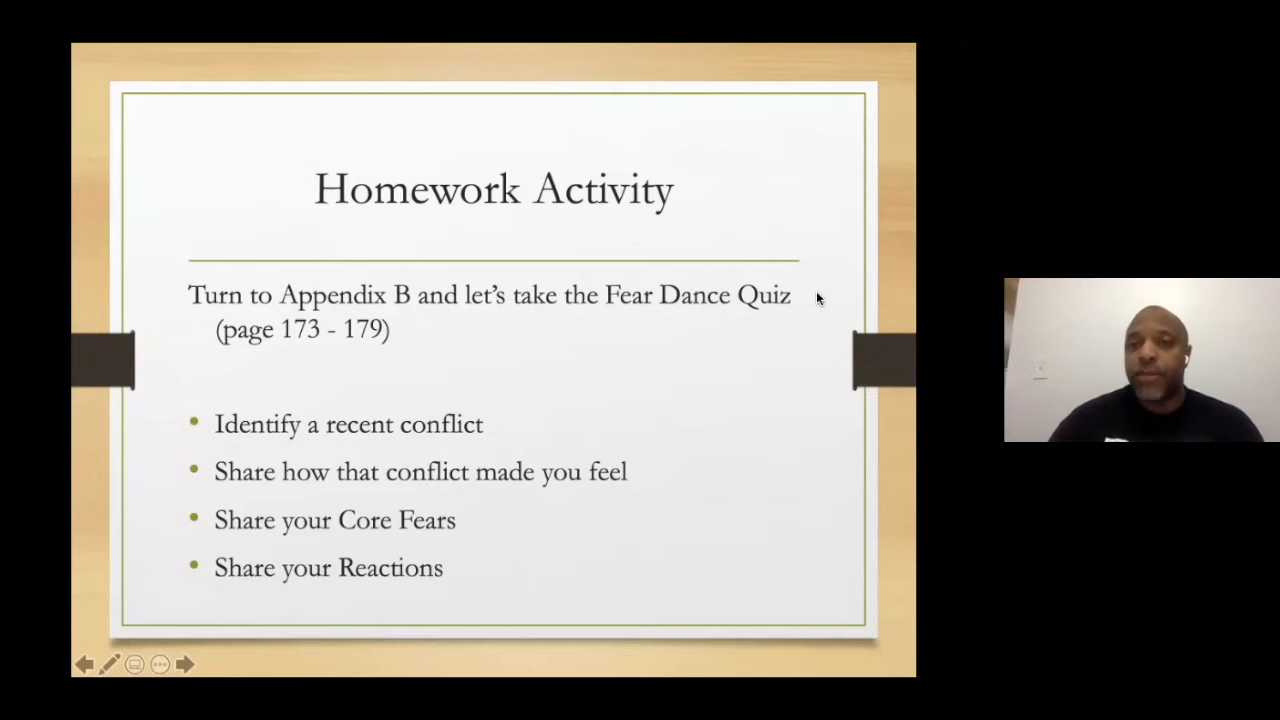 Homework Activity
Turn to Appendix B and let’s take the Fear Dance Quiz
(page 173 - 179)
• Identify a recent conflict
• Share how that conflict made you feel
• Share your Core Fears
• Share your Reactions